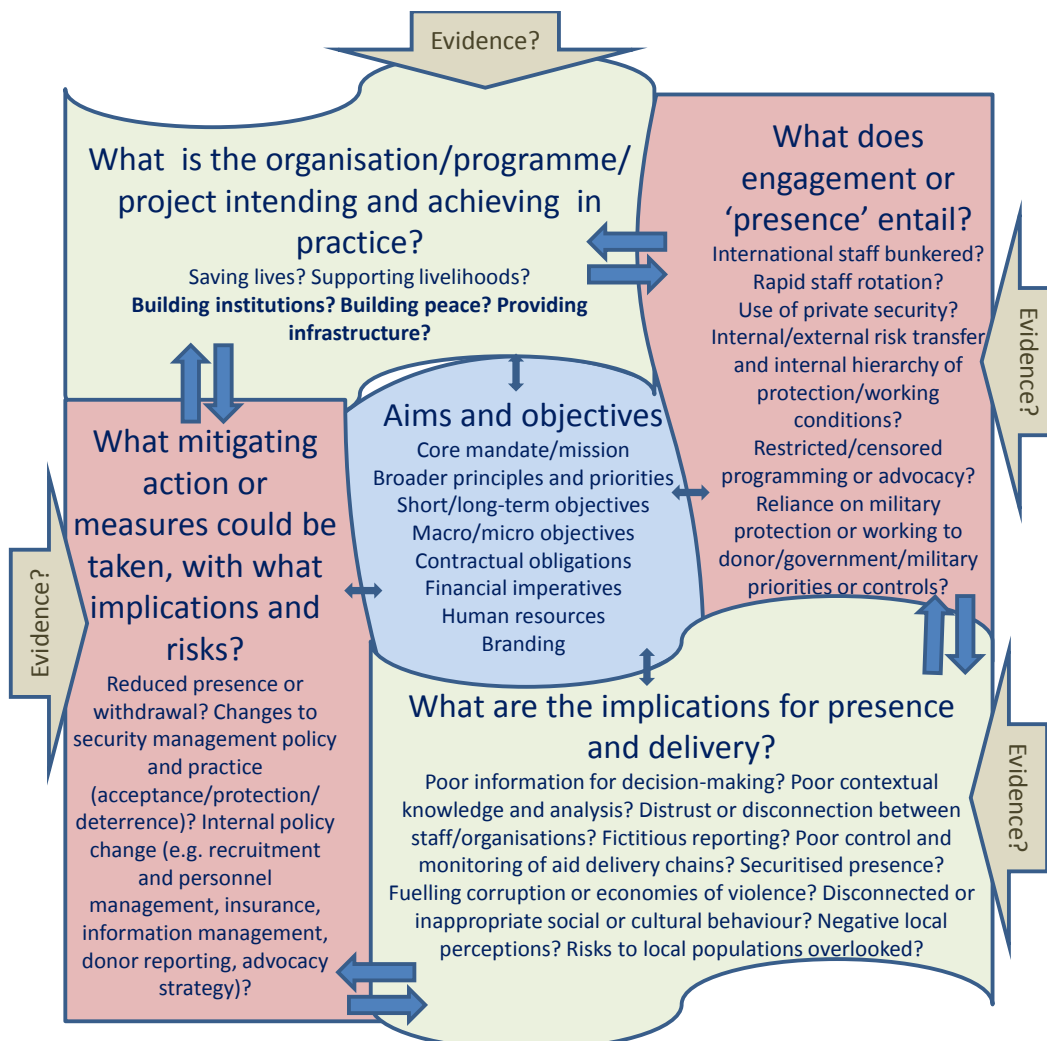 Evidence?
What is the organisation/programme/
project intending and achieving in
practice?
Saving lives? Supporting livelihoods?
Building institutions? Building peace? Providing
infrastructure?
What does
engagement or
‘presence’ entail?
International staff bunkered?
Rapid staff rotation?
Use of private security?
Internal/external risk transfer
and internal hierarchy of
protection/working
conditions?
Restricted/censored
programming or advocacy?
Reliance on military
protection or working to
donor/government/military
priorities or controls?
Evidence?
Aims and objectives
Core mandate/mission
Broader principles and priorities
Short/long-term objectives
Macro/micro objectives
Contractual obligations
Financial imperatives
Human resources
Branding
What mitigating
action or
measures could be
taken, with what
implications and
risks?
Reduced presence or
withdrawal? Changes to
security management policy
and practice
(acceptance/protection/
deterrence)? Internal policy
change (e.g. recruitment
and personnel
management, insurance,
information management,
donor reporting, advocacy
strategy)?
Evidence?
What are the implications for presence
and delivery?
Poor information for decision-making? Poor contextual
knowledge and analysis? Distrust or disconnection between
staff/organisations? Fictitious reporting? Poor control and
monitoring of aid delivery chains? Securitised presence?
Fuelling corruption or economies of violence? Disconnected or
inappropriate social or cultural behaviour? Negative local
perceptions? Risks to local populations overlooked?
Evidence?